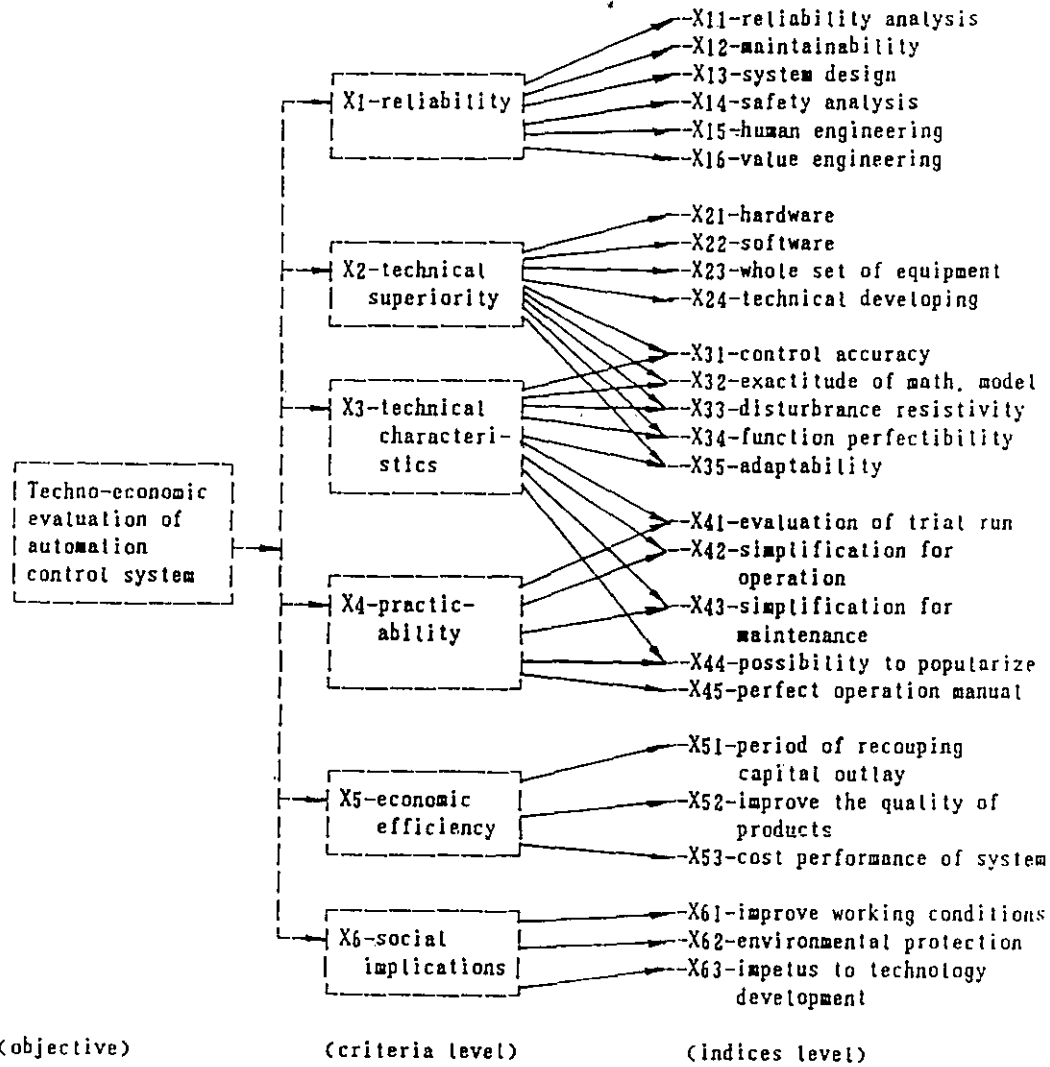 X11-reliability analysis
X12-maintainability
X13-system design
X14-safety analysis
X15-human engineering
X16-value engineering
X1-reliability
X21-hardware
X22-software
X23-whole set of equipment
X24-technical developing
X2-technical
superiority
X31-control accuracy
X32-exactitude of math. model
X33-disturbrance resistivity
X34-function perfectibility
X35-adaptability
X3-technical
characteri-
stics
Techno-economic
evaluation of
automation
control system
X41-evaluation of trial run
X42-simplification for
operation
X43-simplification for
maintenance
X44-possibility to popularize
X45-perfect operation manual
X4-practic-
ability
X51-period of recouping
capital outlay
X52-improve the quality of
products
X53-cost performance of system
X5-economic
efficiency
X61-improve working conditions
X62-environmental protection
X63-impetus to technology
development
X6-social
implications
(objective)
(criteria level)
(indices level)